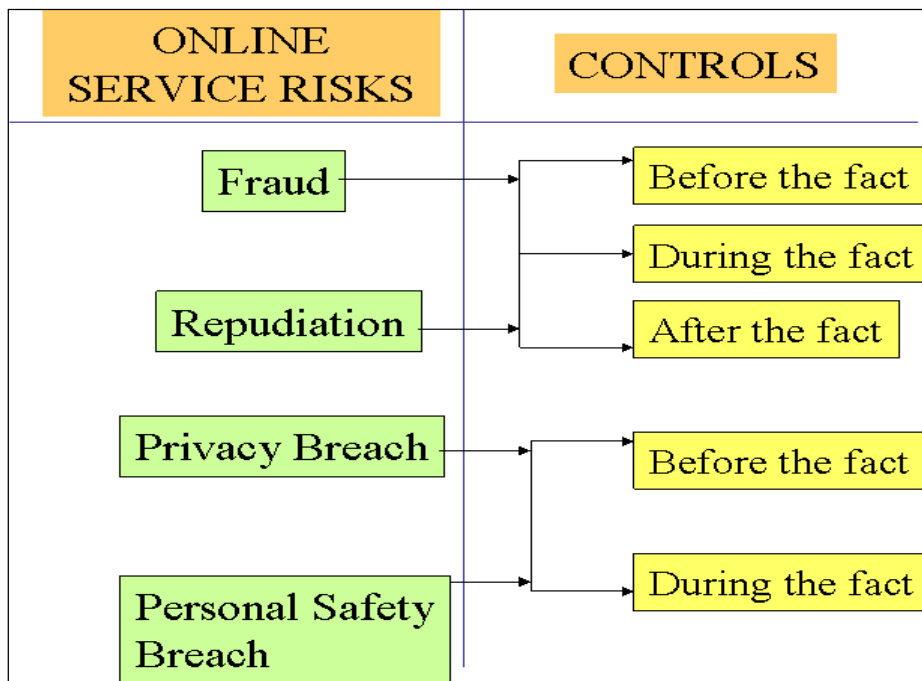 ONLINE
SERVICE RISKS
CONTROLS
Fraud
Repudiation
Before the fact
During the fact
After the fact
Privacy Breach
Personal Safety
Breach
Before the fact
During the fact